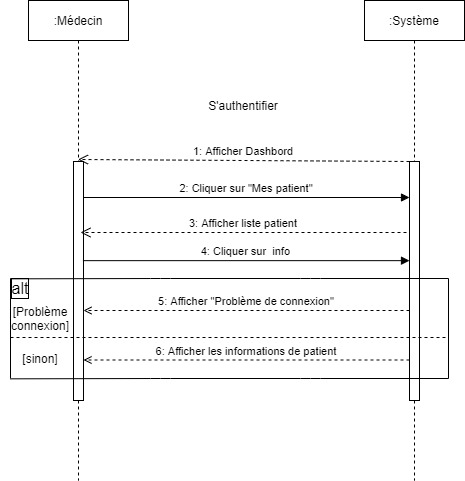 :Médecin
:Système
S'authentifier
1: Afficher Dashbord
2: Cliquer sur "Mes patient"
3: Afficher liste patient
4: Cliquer sur info
alt
[Problème
connexion]
5: Afficher "Problème de connexion"
6: Afficher les informations de patient
[sinon]